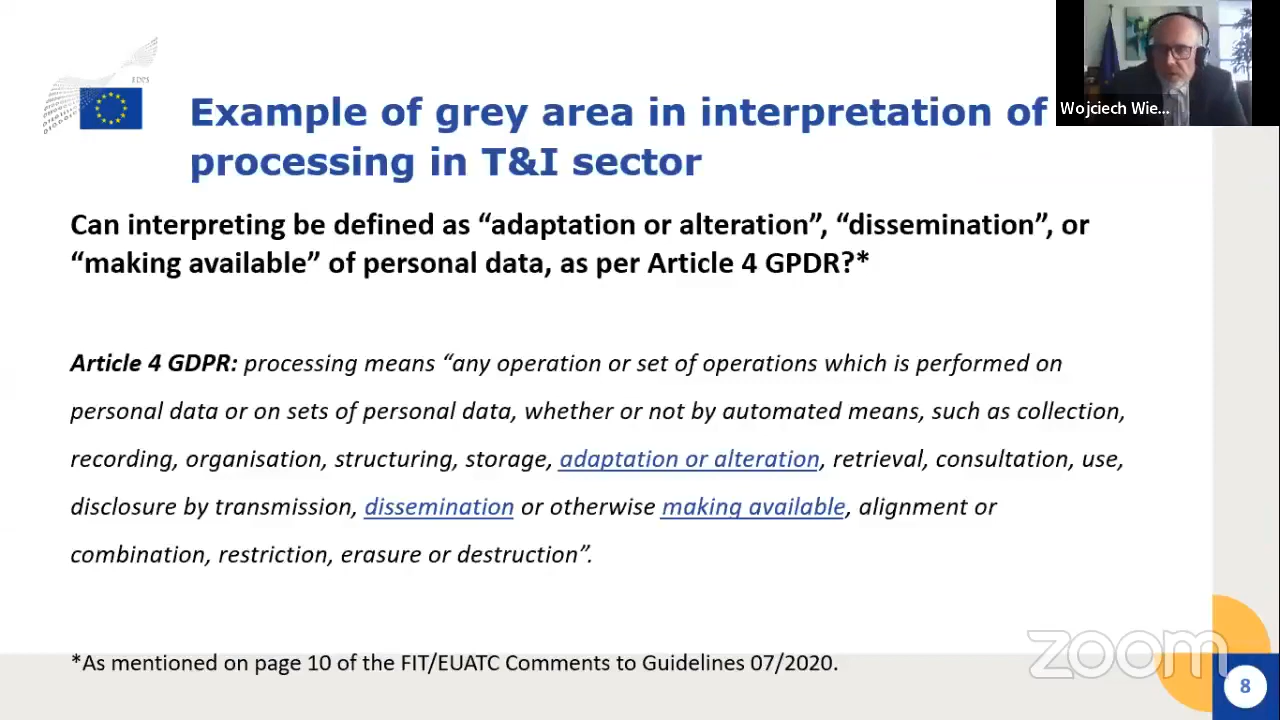 EDPS
Example of grey area in interpretation of
processing in T&I sector
Wojciech Wie...
Can interpreting be defined as “adaptation or alteration”, “dissemination”, or
“making available” of personal data, as per Article 4 GPDR?*
Article 4 GDPR: processing means “any operation or set of operations which is performed on
personal data or on sets of personal data, whether or not by automated means, such as collection,
recording, organisation, structuring, storage, adaptation or alteration, retrieval, consultation, use,
disclosure by transmission, dissemination or otherwise making available, alignment or
combination, restriction, erasure or destruction”.
*As mentioned on page 10 of the FIT/EUATC Comments to Guidelines 07/2020.
zoom
8